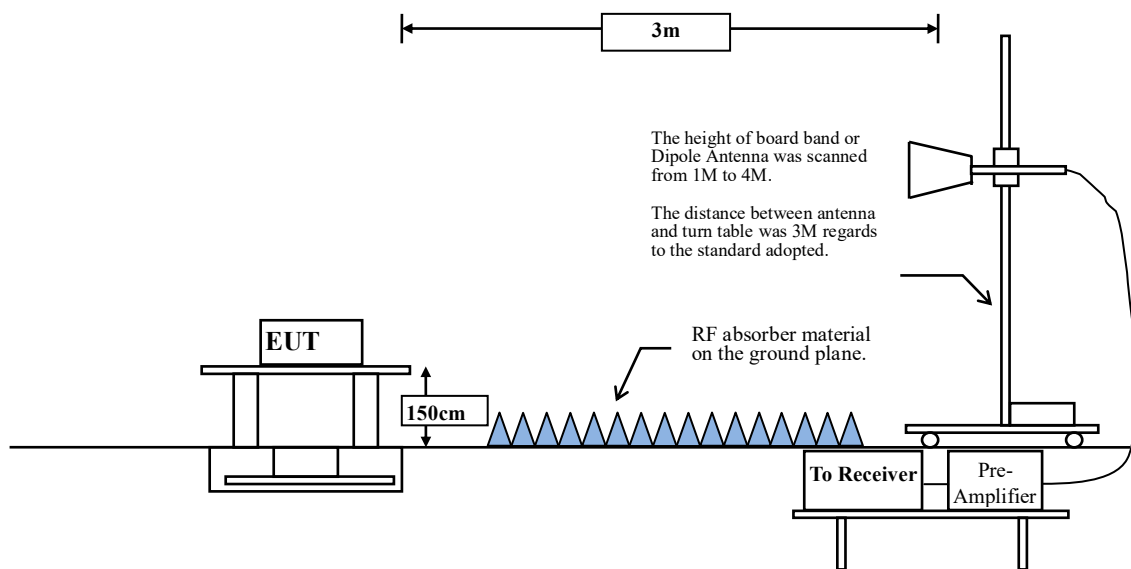 3m
The height of board band or
Dipole Antenna was scanned
from 1M to 4M.
The distance between antenna
and turn table was 3M regards
to the standard adopted.
EUT
RF absorber material
on the ground plane.
150cm
To Receiver
Pre-
Amplifier